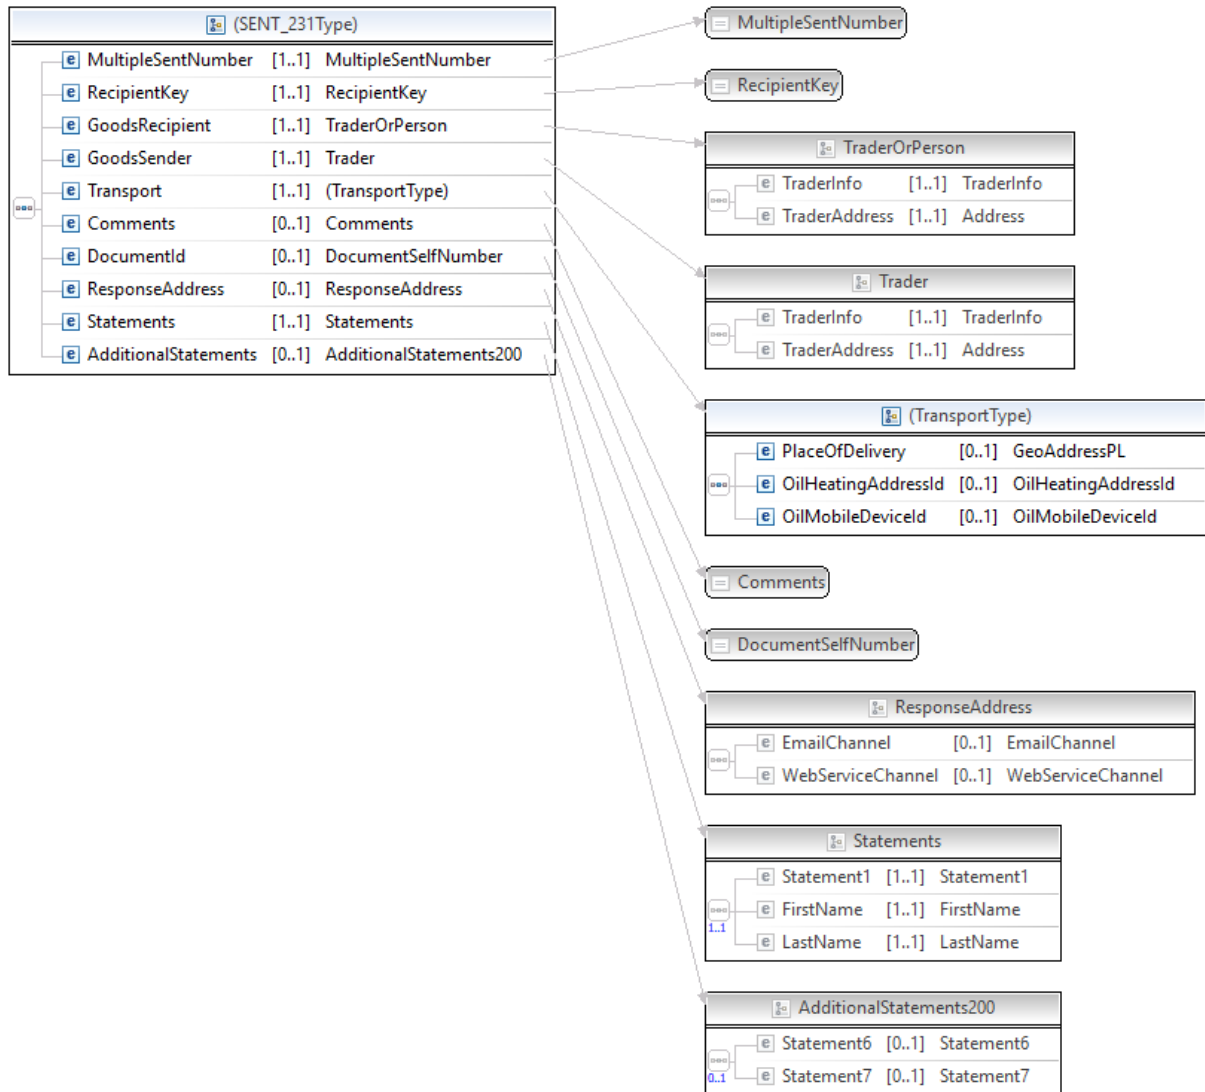 (SENT_231Type)
MultipleSentNumber [1..1] MultipleSentNumber
RecipientKey [1..1] RecipientKey
GoodsRecipient [1..1] TraderOrPerson
GoodsSender [1..1] Trader
Transport [1..1] (TransportType)
Comments [0..1] Comments
DocumentId [0..1] DocumentSelfNumber
ResponseAddress [0..1] ResponseAddress
Statements [1..1] Statements
AdditionalStatements [0..1] AdditionalStatements200
MultipleSentNumber
RecipientKey
TraderOrPerson
TraderInfo [1..1] TraderInfo
TraderAddress [1..1] Address
Trader
TraderInfo [1..1] TraderInfo
TraderAddress [1..1] Address
(TransportType)
PlaceOfDelivery [0..1] GeoAddressPL
OilHeatingAddressId [0..1] OilHeatingAddressId
OilMobileDeviceId [0..1] OilMobileDeviceId
Comments
DocumentSelfNumber
ResponseAddress
EmailChannel [0..1] EmailChannel
WebServiceChannel [0..1] WebServiceChannel
Statements
Statement1 [1..1] Statement1
FirstName [1..1] FirstName
1..1
LastName [1..1] LastName
AdditionalStatements200
Statement6 [0..1] Statement6
0..1
Statement7 [0..1] Statement7